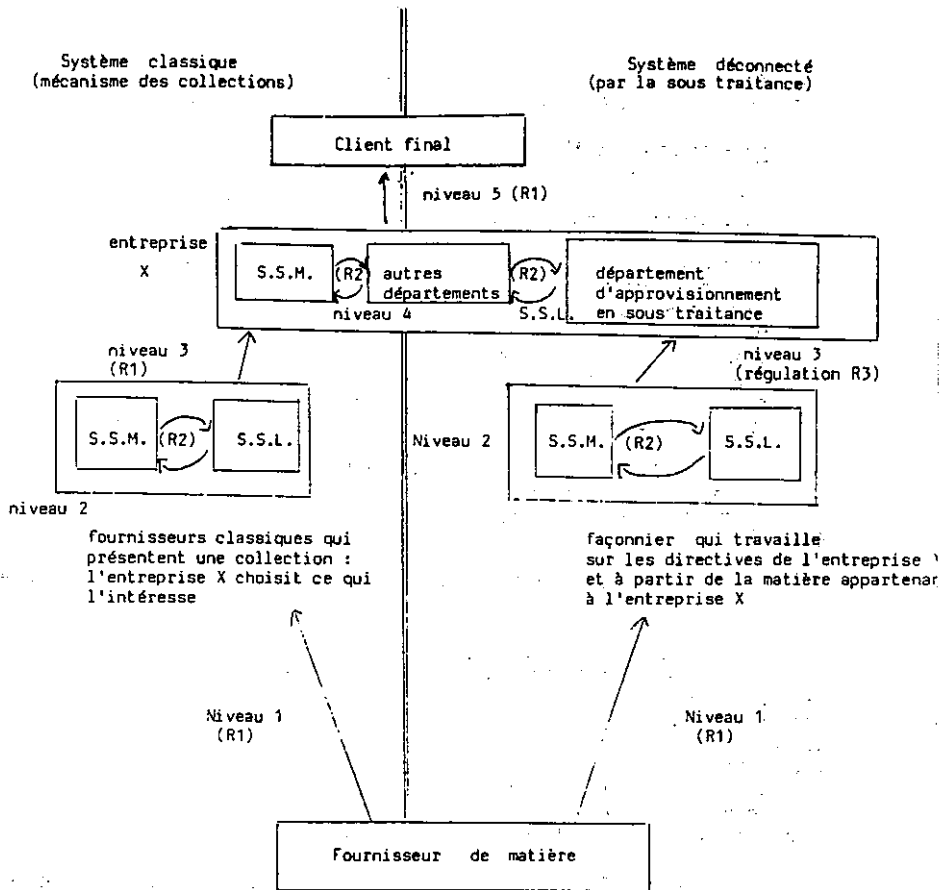 Système classique
(mécanisme des collections)
Système déconnecté
(par la sous traitance)
Client final
niveau 5 (R1)
entreprise
X
S.S.M.
(R2
autres
départements
(R2)
S.S.L.
département
d'approvisionnement
en sous traitance
niveau 4
niveau 3
(R1)
niveau 3
(régulation R3)
S.S.M.
(R2)
S.S.L.
niveau 2
Niveau 2
S.S.M.
(R2)
S.S.L.
fournisseurs classiques qui
présentent une collection :
l'entreprise X choisit ce qui
l'intéresse
façonnier qui travaille
sur les directives de l'entreprise
et à partir de la matière appartenan
à l'entreprise X
Niveau 1
(R1)
Niveau 1
(R1)
Fournisseur de matière